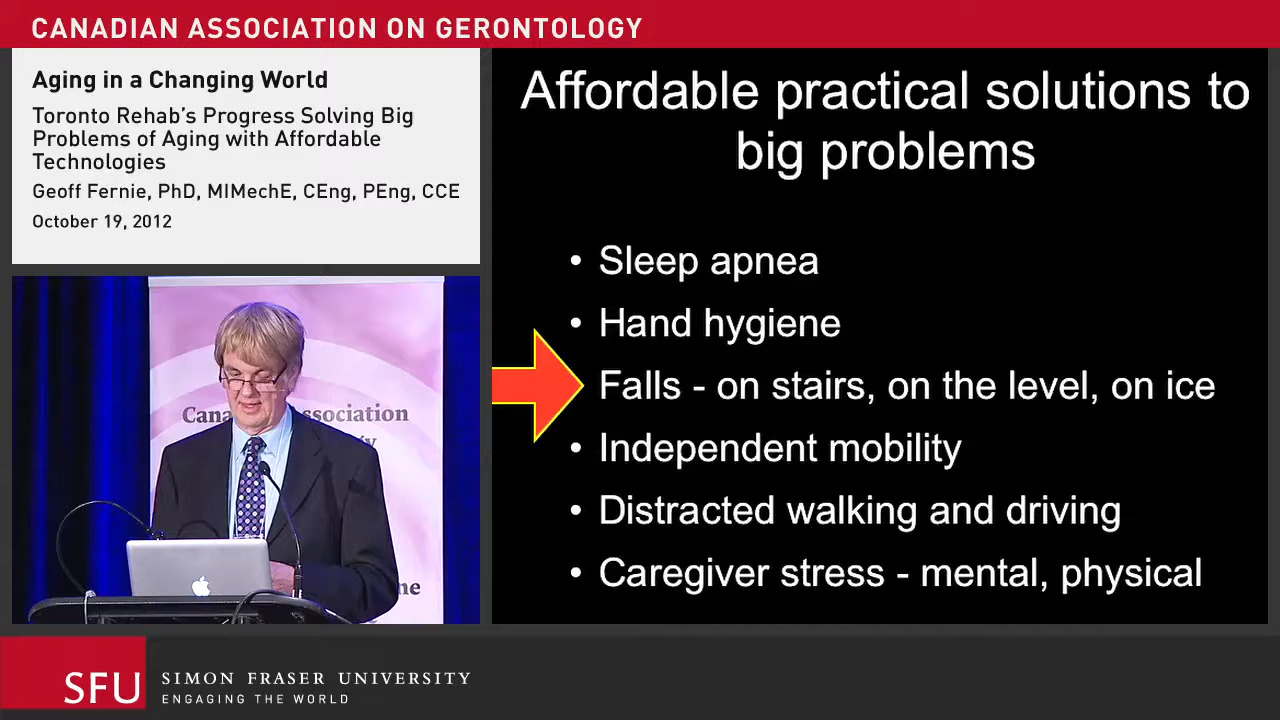 CANADIAN ASSOCIATION ON GERONTOLOGY
Aging in a Changing World
Toronto Rehab's Progress Solving Big
Problems of Aging with Affordable
Technologies
Geoff Fernie, PhD, MIMechE, CEng, PEng, CCE
October 19, 2012
Affordable practical solutions to
big problems
• Sleep apnea
• Hand hygiene
Falls - on stairs, on the level, on ice
• Independent mobility
• Distracted walking and driving
• Caregiver stress - mental, physical
SFU
SIMON FRASER UNIVERSITY
ENGAGING THE WORLD